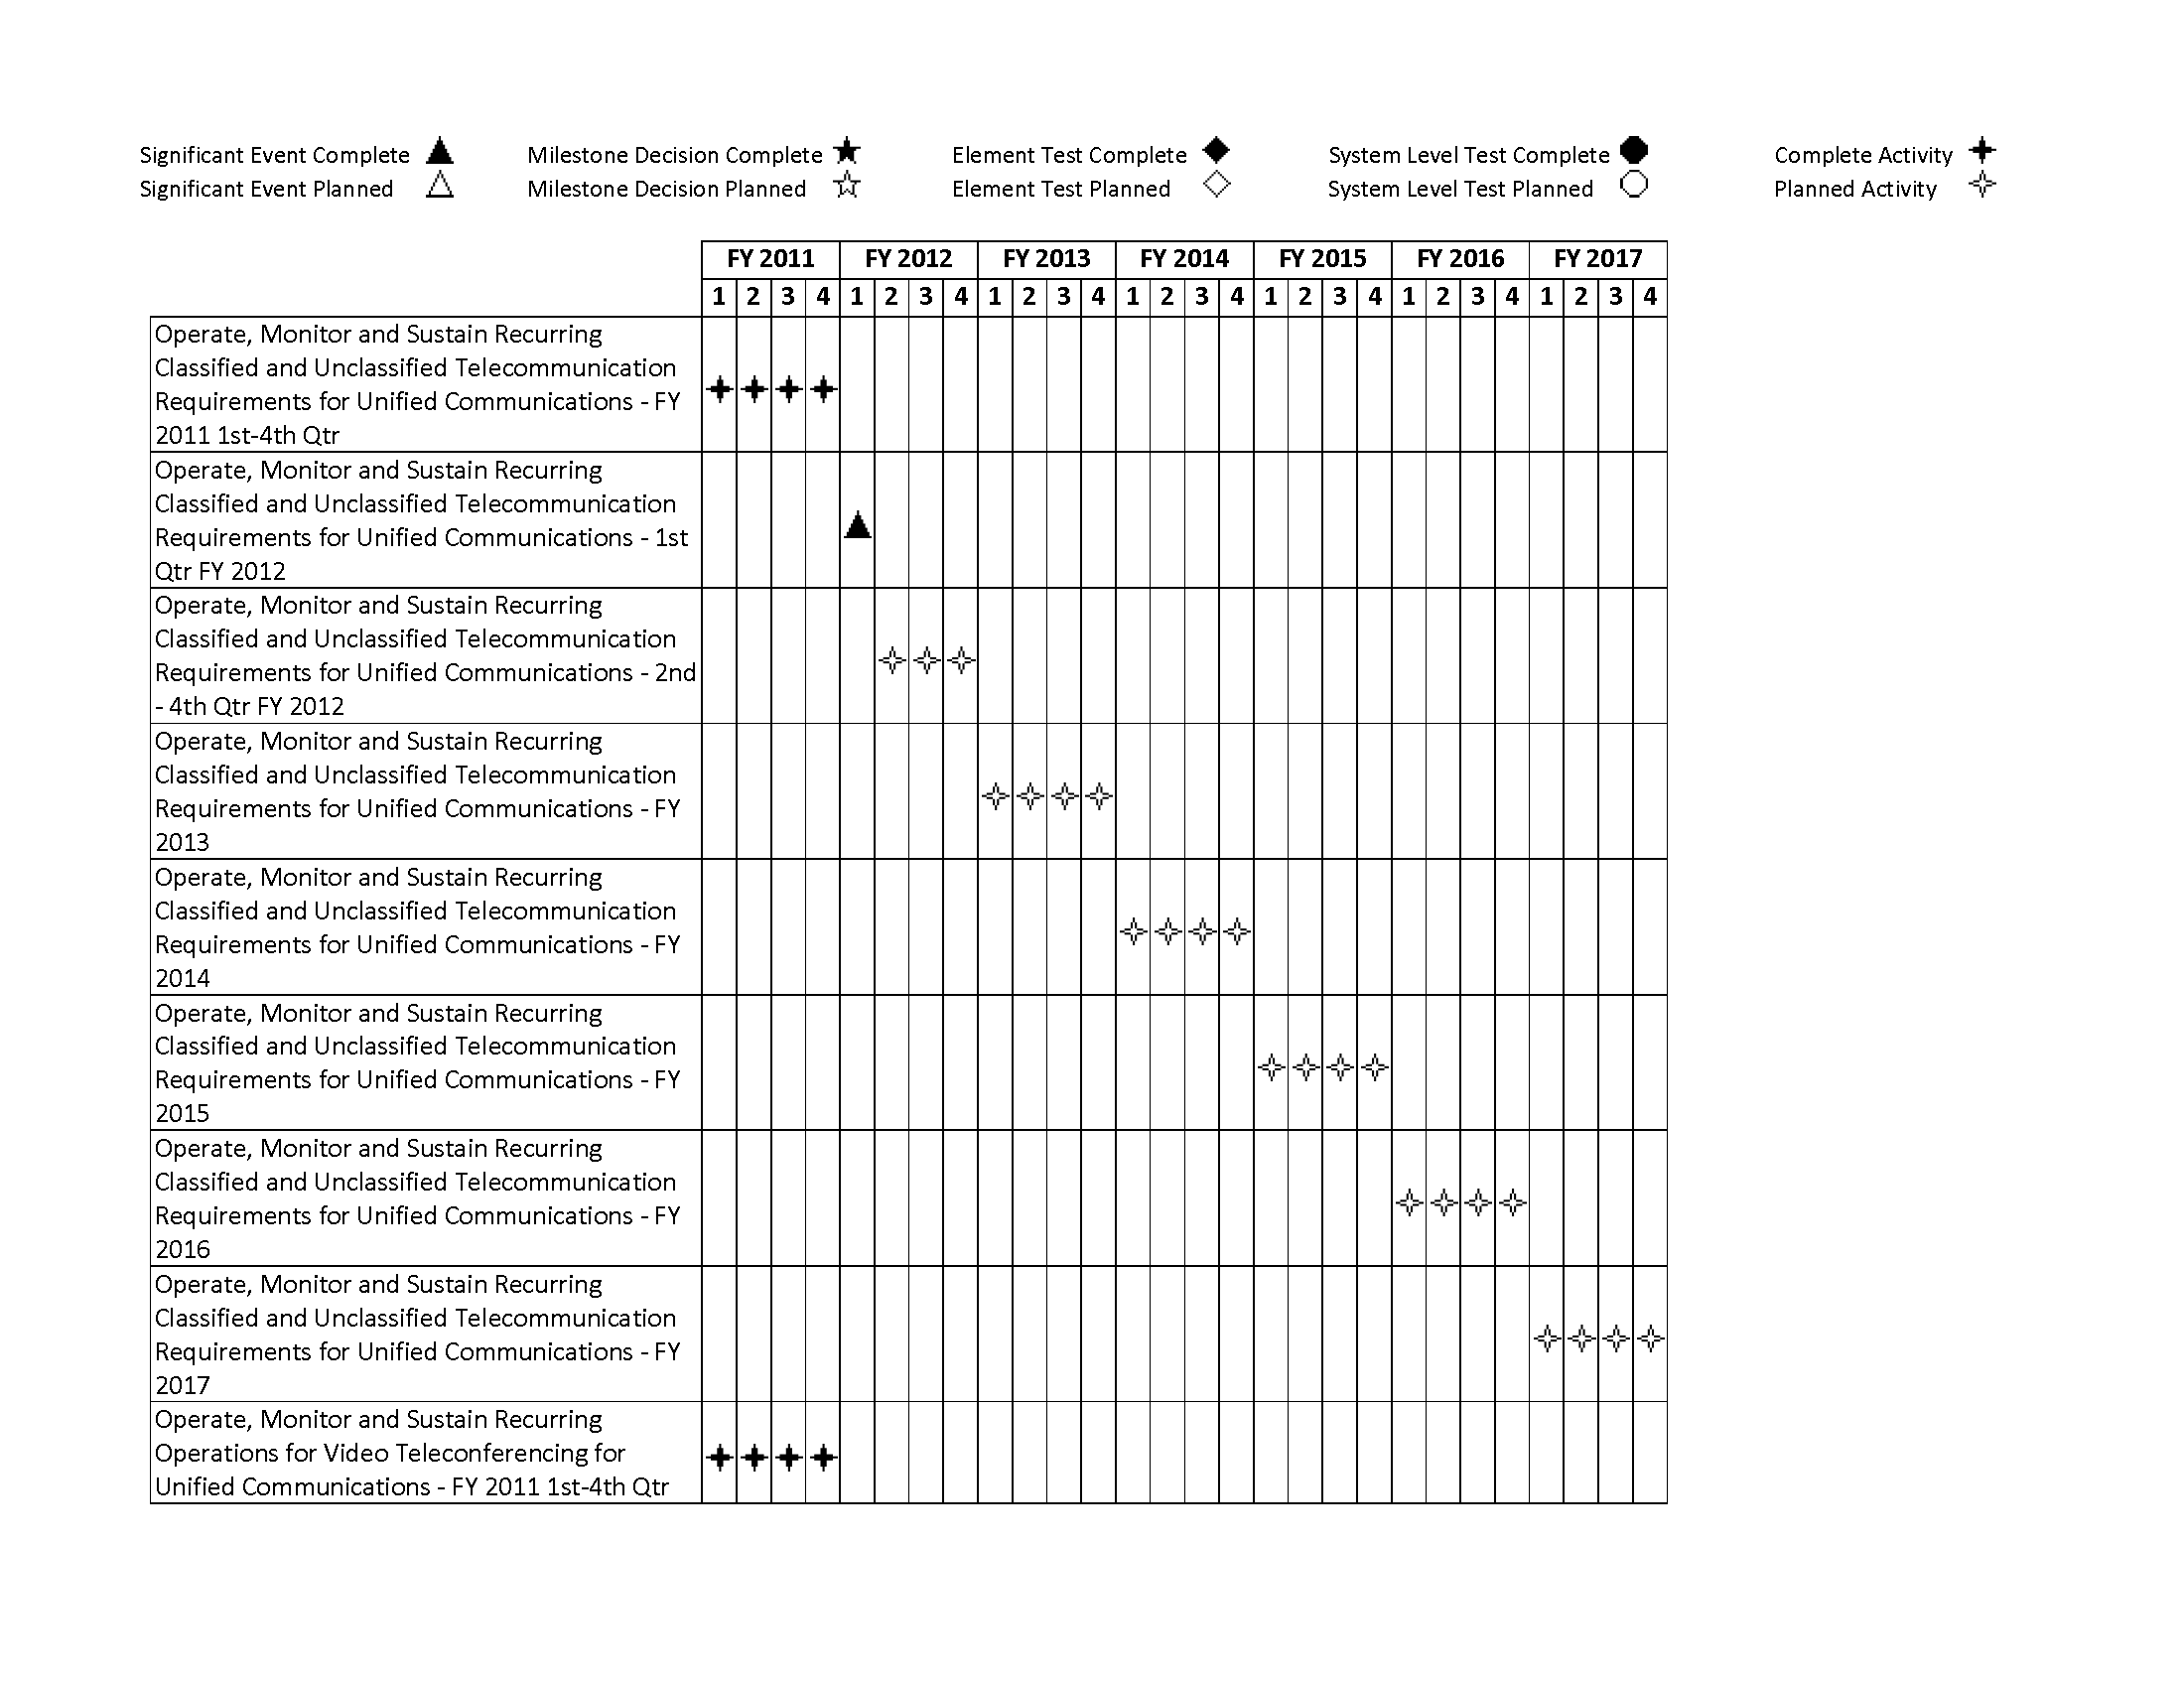 Significant Event Complete
Milestone Decision Complete
Element Test Complete
System Level Test Complete
Complete Activity
Significant Event Planned
Milestone Decision Planned
Element Test Planned
System Level Test Planned
Planned Activity
FY 2011 FY 2012 FY 2013 FY 2014 FY 2015 FY 2016 FY 2017
1 2 3 4 1 2 3 4 1 2 3 4 1 2 3 4 1 2 3 4 1 2 3 4 1 2 3 4
Operate, Monitor and Sustain Recurring
Classified and Unclassified Telecommunication
Requirements for Unified Communications - FY
2011 1st-4th Qtr
Operate, Monitor and Sustain Recurring
Classified and Unclassified Telecommunication
Requirements for Unified Communications - 1st
Qtr FY 2012
Operate, Monitor and Sustain Recurring
Classified and Unclassified Telecommunication
Requirements for Unified Communications - 2nd
- 4th Qtr FY 2012
Operate, Monitor and Sustain Recurring
Classified and Unclassified Telecommunication
Requirements for Unified Communications - FY
2013
Operate, Monitor and Sustain Recurring
Classified and Unclassified Telecommunication
Requirements for Unified Communications - FY
2014
Operate, Monitor and Sustain Recurring
Classified and Unclassified Telecommunication
Requirements for Unified Communications - FY
2015
Operate, Monitor and Sustain Recurring
Classified and Unclassified Telecommunication
Requirements for Unified Communications - FY
2016
Operate, Monitor and Sustain Recurring
Classified and Unclassified Telecommunication
Requirements for Unified Communications - FY
2017
Operate, Monitor and Sustain Recurring
Operations for Video Teleconferencing for
Unified Communications - FY 2011 1st-4th Qtr